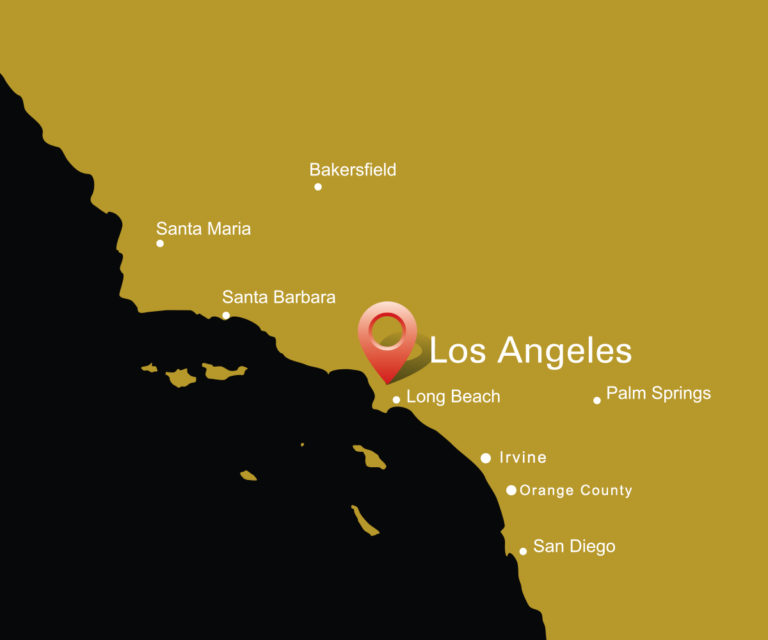 Bakersfield
Santa Maria
Santa Barbara
Los Angeles
Long Beach
Palm Springs
Irvine
Orange County
San Diego